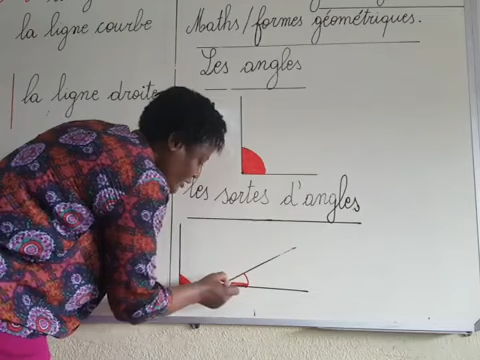 la ligne courbe
la ligne droite
Maths/formes géométriques.
Les angles
les sortes d'angles